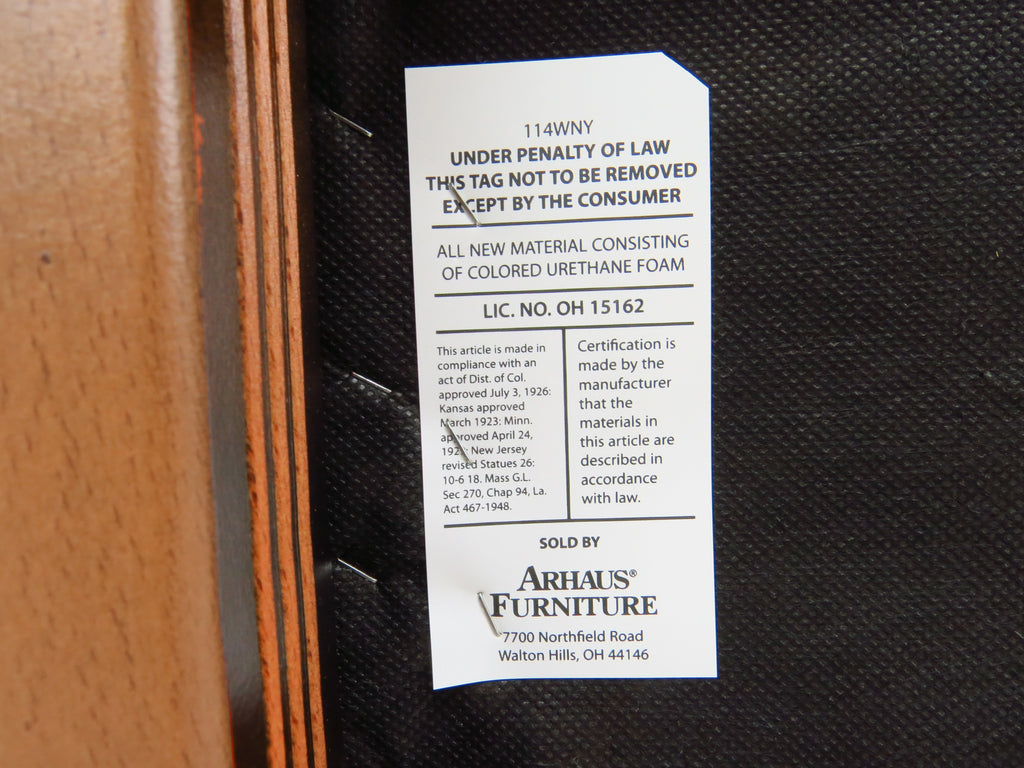 114WNY
UNDER PENALTY OF LAW
THIS TAG NOT TO BE REMOVED
EXCEPT BY THE CONSUMER
ALL NEW MATERIAL CONSISTING
OF COLORED URETHANE FOAM
LIC. NO. OH 15162
This article is made in
compliance with an
act of Dist. of Col.
approved July 3, 1926:
Kansas approved
March 1923: Minn.
approved April 24,
New Jersey
revised Statues 26:
10-6 18. Mass G.L.
Sec 270, Chap 94, La.
Act 467-1948.
Certification is
made by the
manufacturer
that the
materials in
this article are
described in
accordance
with law.
SOLD BY
ARHAUS®
FURNITURE
7700 Northfield Road
Walton Hills, OH 44146